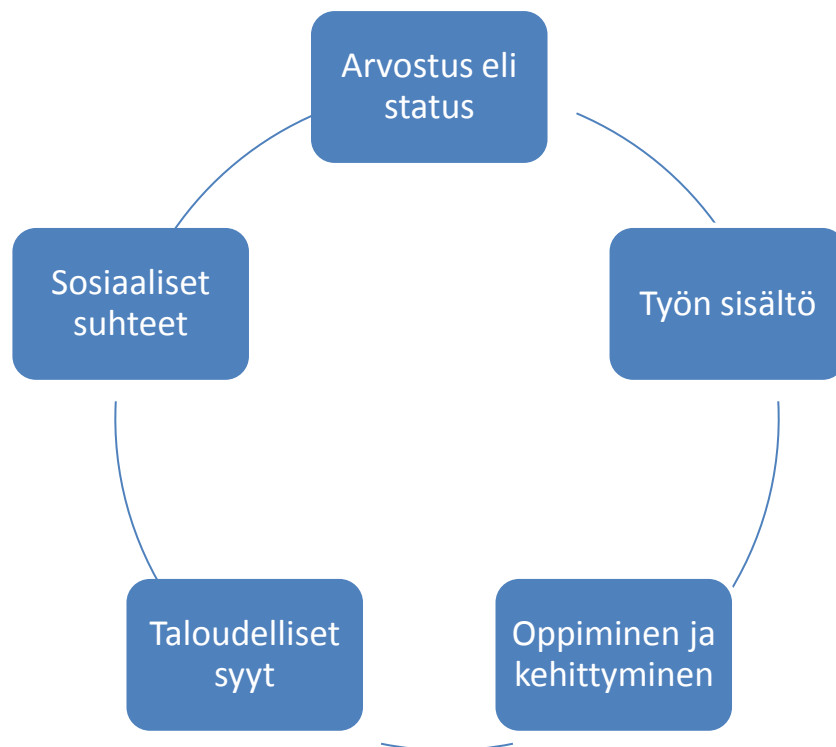 Arvostus eli
status
Työn sisältö
Oppiminen ja
kehittyminen
Taloudelliset
syyt
Sosiaaliset
suhteet